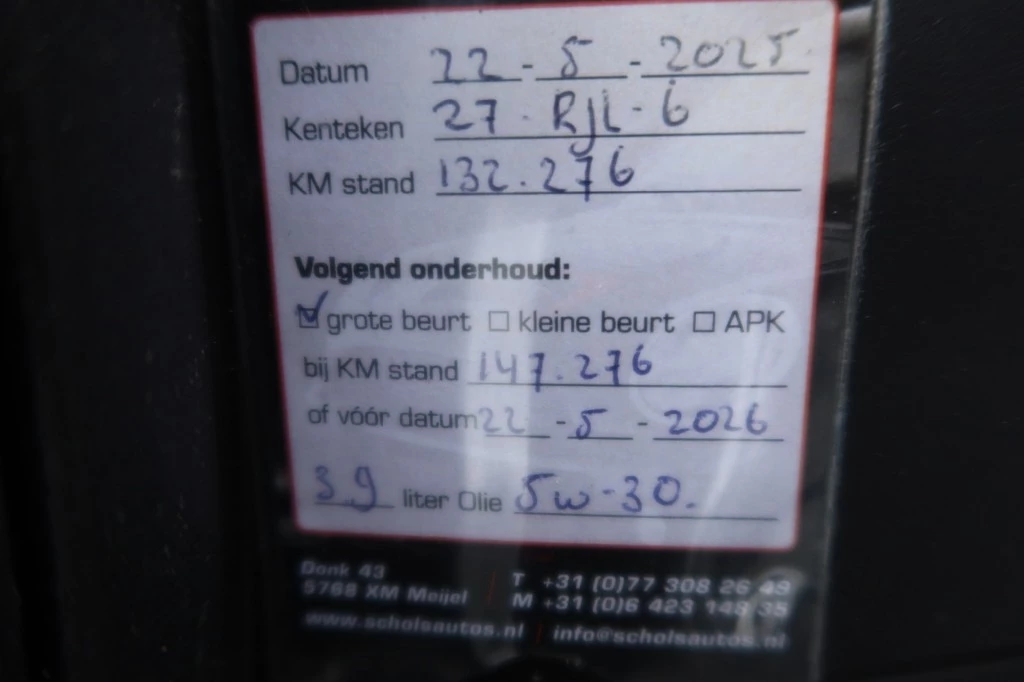 Datum 22 - 5 - 2025
Kenteken 27 - RJL - 6
KM stand 132.276
Volgend onderhoud:
☑ grote beurt ☐ kleine beurt ☐ APK
bij KM stand 147.276
of vóór datum 22 - 5 - 2026
3.9 liter Olie 5w-30.
Donk 43
5768 XM Meijel
T +31 (0)77 308 26 49
M +31 (0)6 423 148 35
www.scholsautos.nl | info@scholsautos.nl